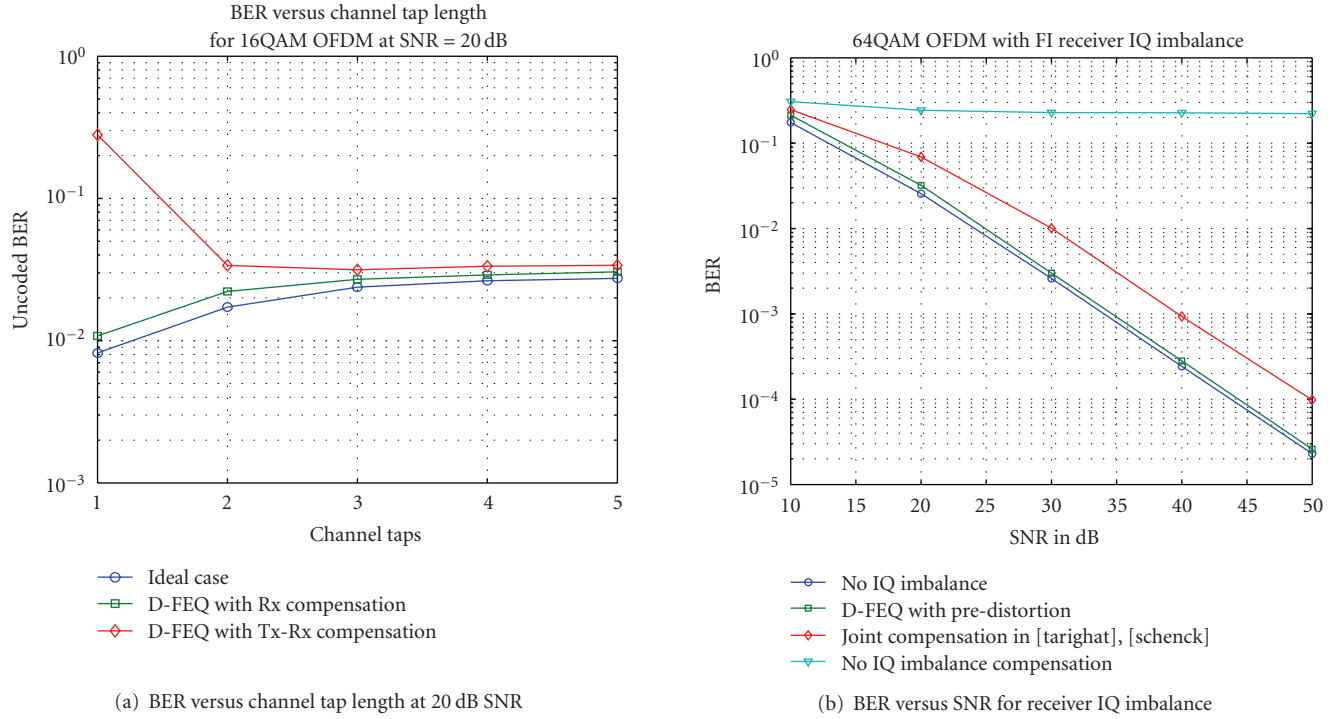 BER versus channel tap length
for 16QAM OFDM at SNR = 20 dB
10⁰
10⁻¹
10⁻²
10⁻³
Uncoded BER
1 2 3 4 5
Channel taps
Ideal case
D-FEQ with Rx compensation
D-FEQ with Tx-Rx compensation
(a) BER versus channel tap length at 20 dB SNR
64QAM OFDM with FI receiver IQ imbalance
10⁰
10⁻¹
10⁻²
10⁻³
10⁻⁴
10⁻⁵
BER
10 15 20 25 30 35 40 45 50
SNR in dB
No IQ imbalance
D-FEQ with pre-distortion
Joint compensation in [tarighat], [schenck]
No IQ imbalance compensation
(b) BER versus SNR for receiver IQ imbalance